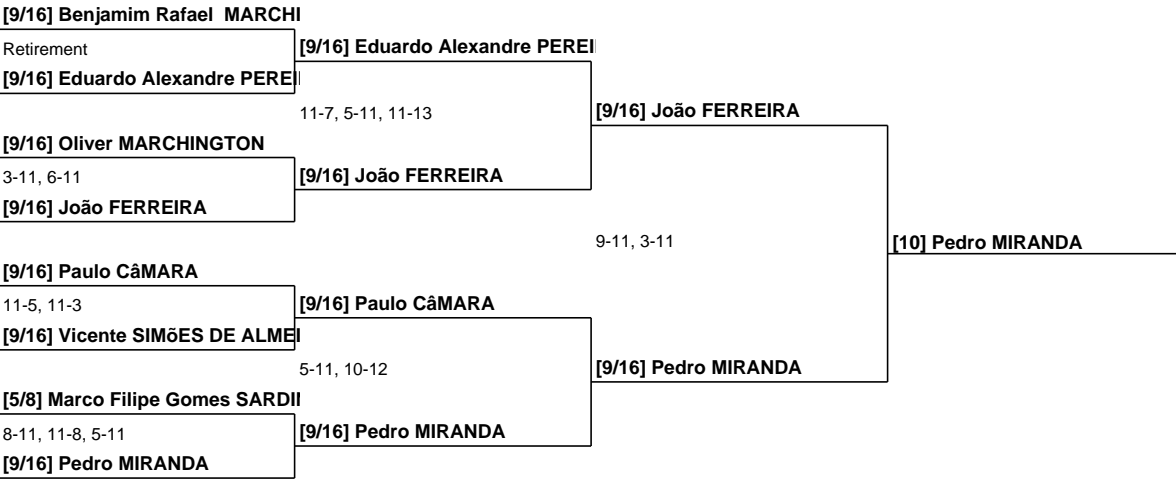 [9/16] Benjamim Rafael MARCHI
Retirement
[9/16] Eduardo Alexandre PEREI
[9/16] Eduardo Alexandre PEREI
11-7, 5-11, 11-13
[9/16] João FERREIRA
[9/16] Oliver MARCHINGTON
3-11, 6-11
[9/16] João FERREIRA
[9/16] João FERREIRA
9-11, 3-11
[10] Pedro MIRANDA
[9/16] Paulo CâMARA
11-5, 11-3
[9/16] Paulo CâMARA
[9/16] Vicente SIMõES DE ALMEI
5-11, 10-12
[9/16] Pedro MIRANDA
[5/8] Marco Filipe Gomes SARDI
8-11, 11-8, 5-11
[9/16] Pedro MIRANDA
[9/16] Pedro MIRANDA